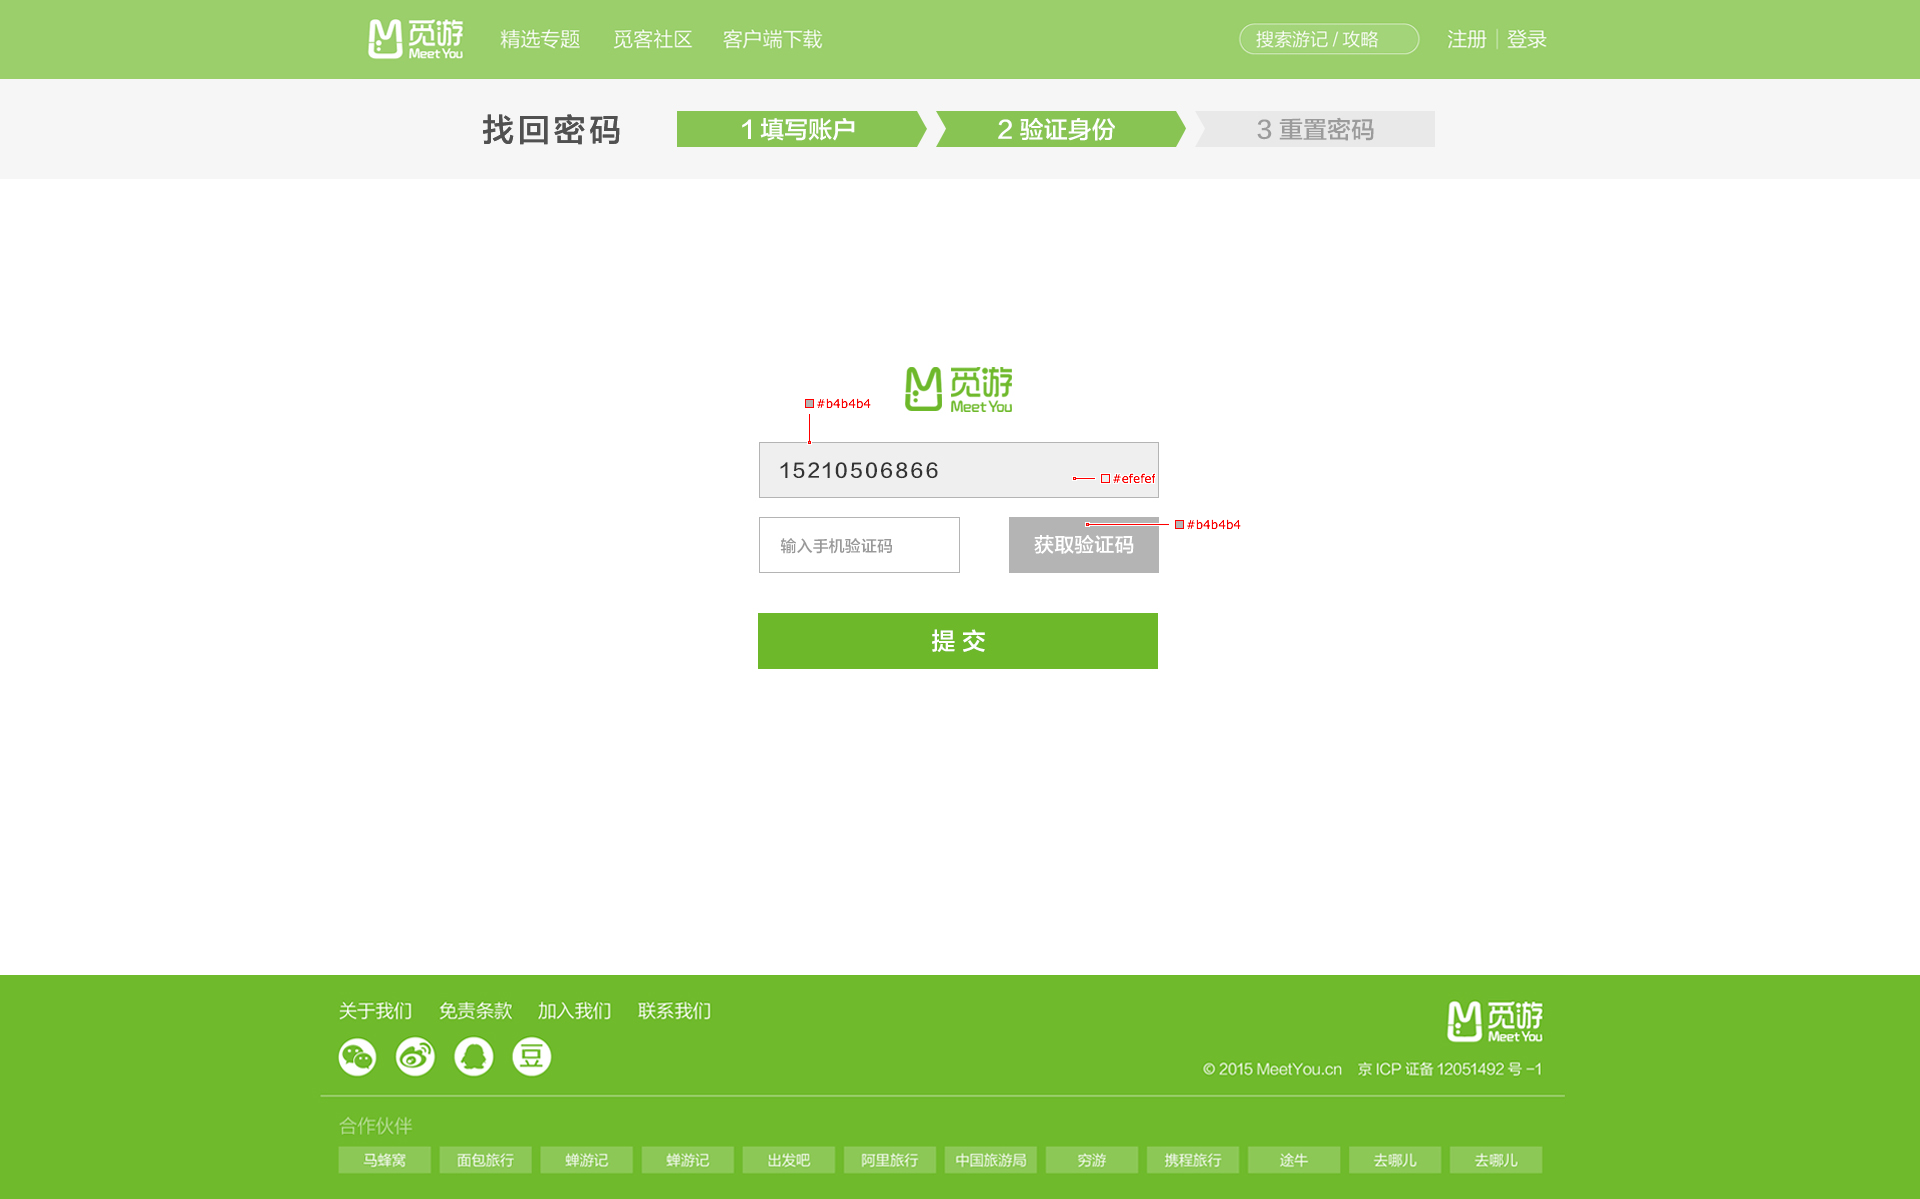 觅游 MeetYou 精选专题 觅客社区 客户端下载 搜索游记 / 攻略 注册 | 登录
找回密码 1 填写账户 2 验证身份 3 重置密码
觅游
MeetYou
#b4b4b4
15210506866
#efefef
#b4b4b4
输入手机验证码 获取验证码
提 交
关于我们 免责条款 加入我们 联系我们
觅游
MeetYou
豆
© 2015 MeetYou.cn 京 ICP 证备 12051492 号 -1
合作伙伴
马蜂窝 面包旅行 蝉游记 蝉游记 出发吧 阿里旅行 中国旅游局 穷游 携程旅行 途牛 去哪儿 去哪儿